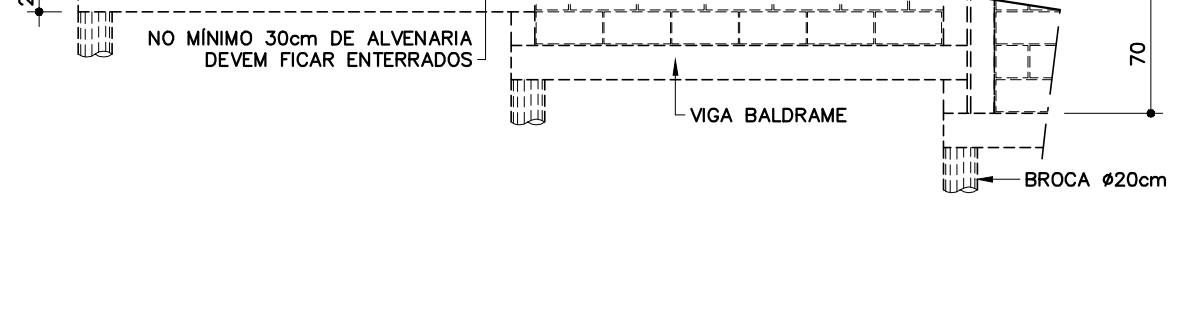 NO MÍNIMO 30cm DE ALVENARIA
DEVEM FICAR ENTERRADOS
VIGA BALDRAME
70
BROCA ø20cm